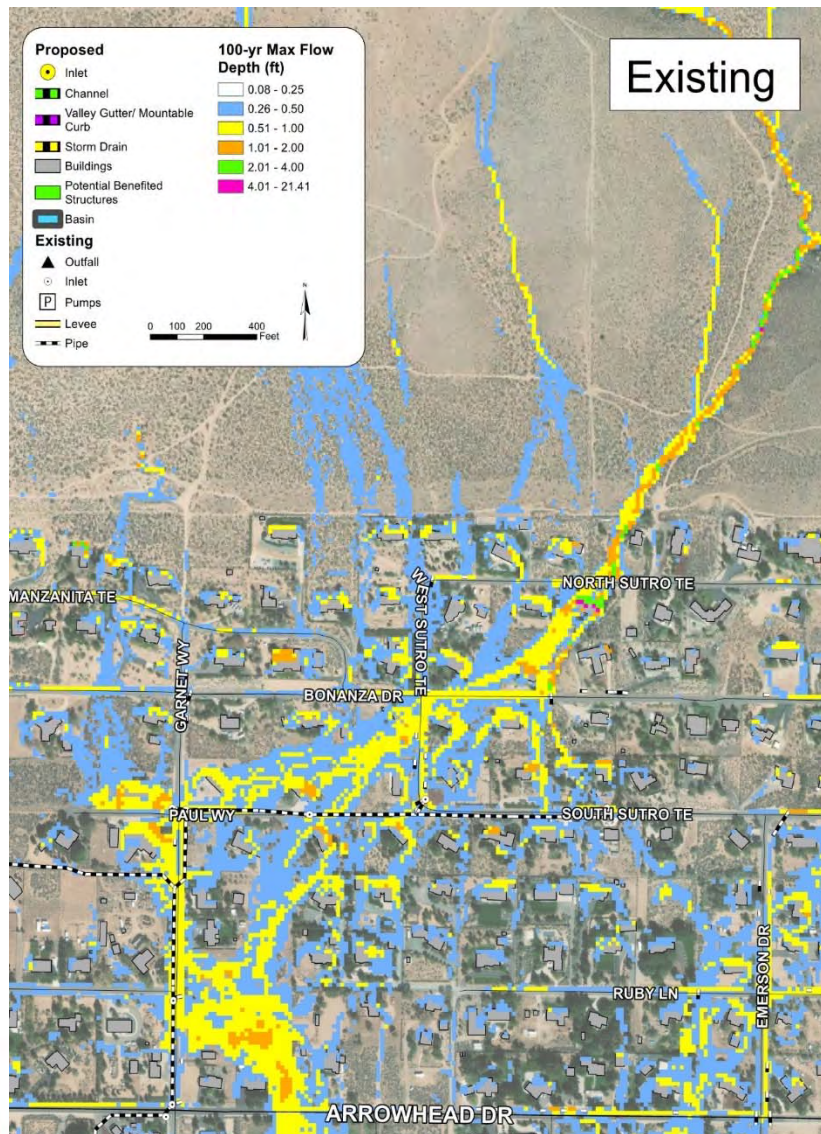 Existing
Proposed
Inlet
Channel
Valley Gutter/ Mountable
Curb
Storm Drain
Buildings
Potential Benefited
Structures
Basin
Existing
Outfall
Inlet
P Pumps
Levee
Pipe
100-yr Max Flow
Depth (ft)
0.08 - 0.25
0.26 - 0.50
0.51 - 1.00
1.01 - 2.00
2.01 - 4.00
4.01 - 21.41
N
0 100 200 400
Feet
MANZANITA TE
GARNET WY
WEST SUTRO TE
NORTH SUTRO TE
BONANZA DR
PAUL WY
SOUTH SUTRO TE
RUBY LN
EMERSON DR
ARROWHEAD DR